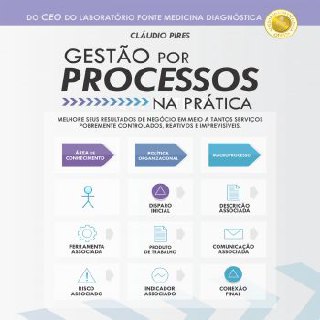 DO CEO DO LABORATÓRIO FONTE MEDICINA DIAGNÓSTICA
CLÁUDIO PIRES
GESTÃO POR
PROCESSOS
NA PRÁTICA
MELHORE SEUS RESULTADOS DE NEGÓCIO EM MEIO A TANTOS SERVIÇOS
POBREMENTE CONTROLADOS, REATIVOS E IMPREVISÍVEIS.
ÁREA DE
CONHECIMENTO
POLÍTICA
ORGANIZACIONAL
MACROPROCESSO
DISPARO
INICIAL
DESCRIÇÃO
ASSOCIADA
FERRAMENTA
ASSOCIADA
PRODUTO
DE TRABALHO
COMUNICAÇÃO
ASSOCIADA
RISCO
ASSOCIADO
INDICADOR
ASSOCIADO
CONEXÃO
FINAL